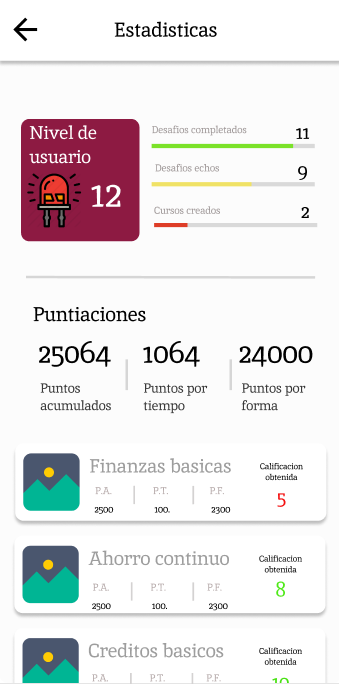 Estadisticas
Nivel de
usuario
12
Desafios completados 11
Desafios echos 9
Cursos creados 2
Puntiaciones
25064 1064 24000
Puntos Puntos por Puntos por
acumulados tiempo forma
Finanzas basicas
Calificacion
obtenida
5
P.A. P.T. P.F.
2500 100. 2300
Ahorro continuo
Calificacion
obtenida
8
P.A. P.T. P.F.
2500 100. 2300
Creditos basicos
Calificacion
obtenida
P.A. P.T. P.F.